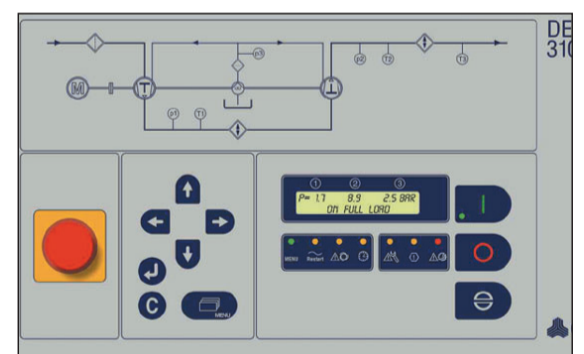 DE
310
p3
p2
T2
T3
M
p1
T1
1 2 3
P= 1.7 8.9 2.5 BAR
ON FULL LOAD
MENU Restart
C
MENU